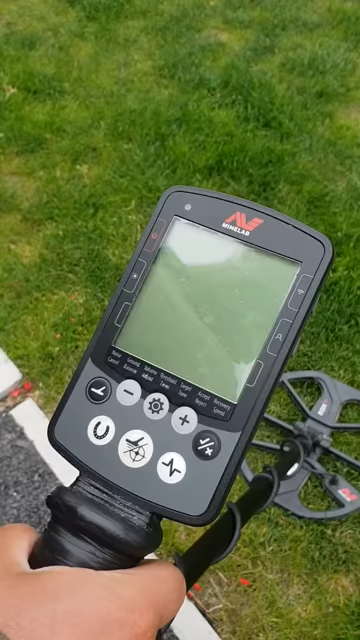 MINELAB
Noise Cancel
Ground Balance
Volume Adjust
Threshold Level
Target Tone
Accept Reject
Recovery Speed